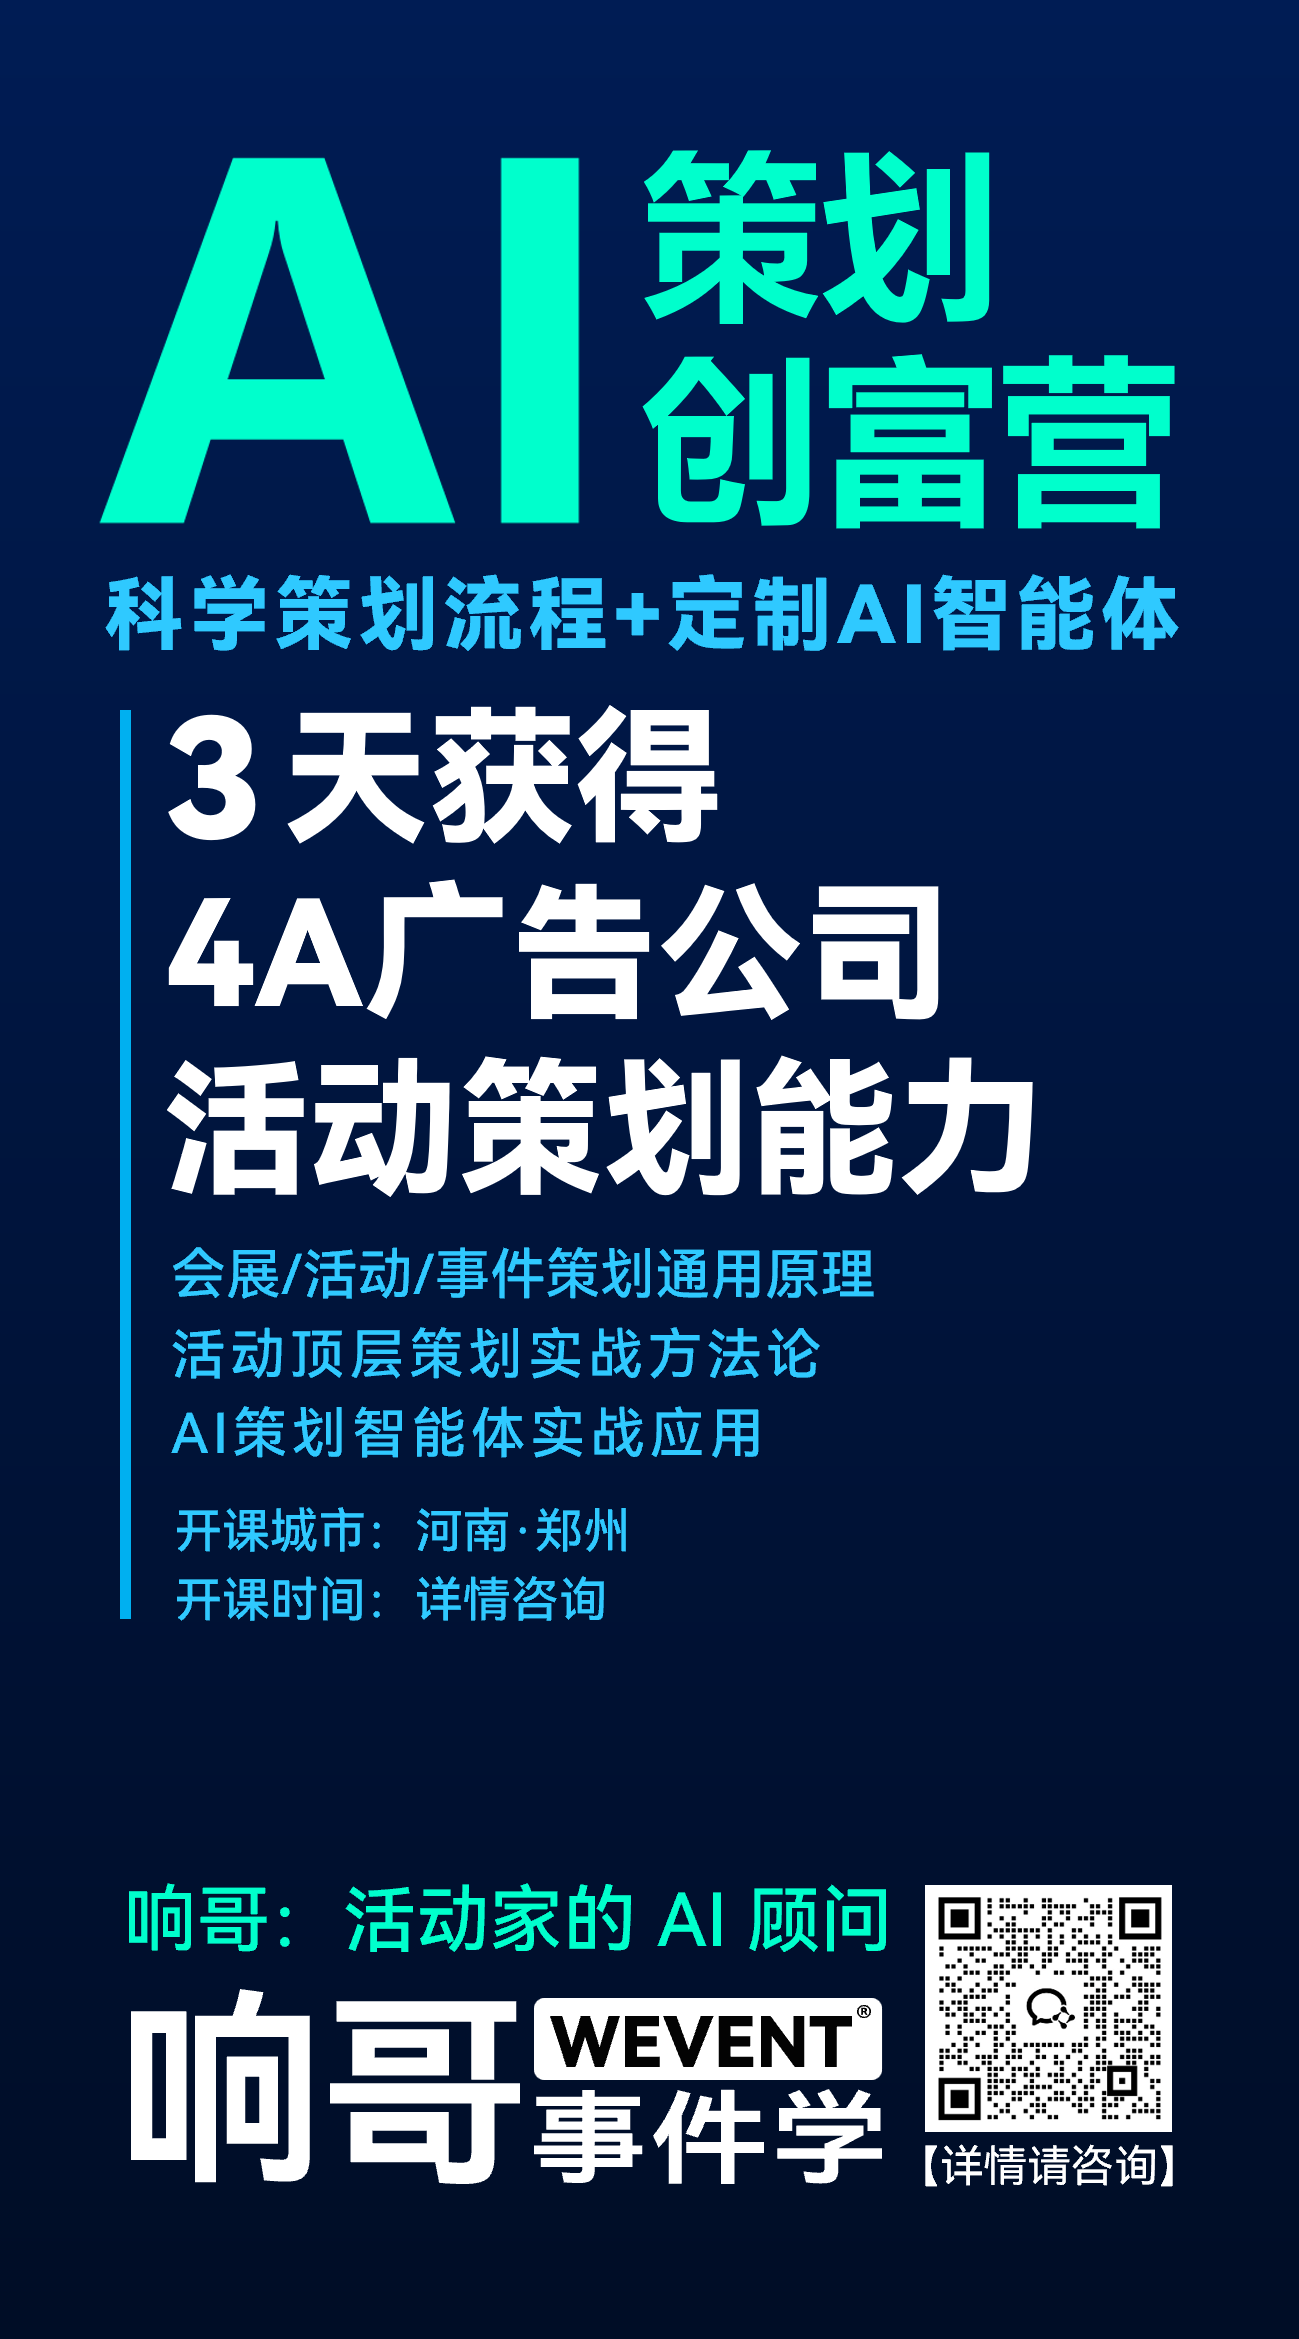 AI策划
创富营
科学策划流程+定制AI智能体
3天获得
4A广告公司
活动策划能力
会展/活动/事件策划通用原理
活动顶层策划实战方法论
AI策划智能体实战应用
开课城市：河南·郑州
开课时间：详情咨询
响哥：活动家的 AI 顾问
响哥 WEVENT®
事件学
【详情请咨询】